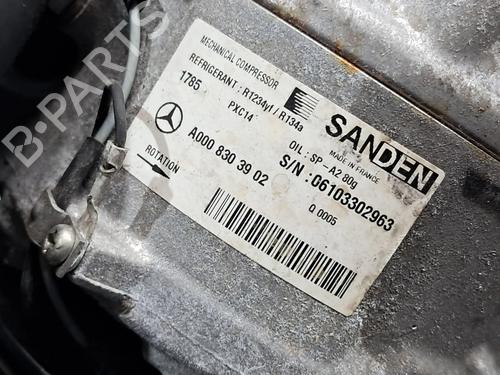 MECHANICAL COMPRESSOR
REFRIGERANT : R1234yf / R134a
1785 PXC14
SANDEN
MADE IN FRANCE
OIL : SP - A2 80g
A000 830 39 02
S/N :06103302963
ROTATION
Q 0005
B-PARTS